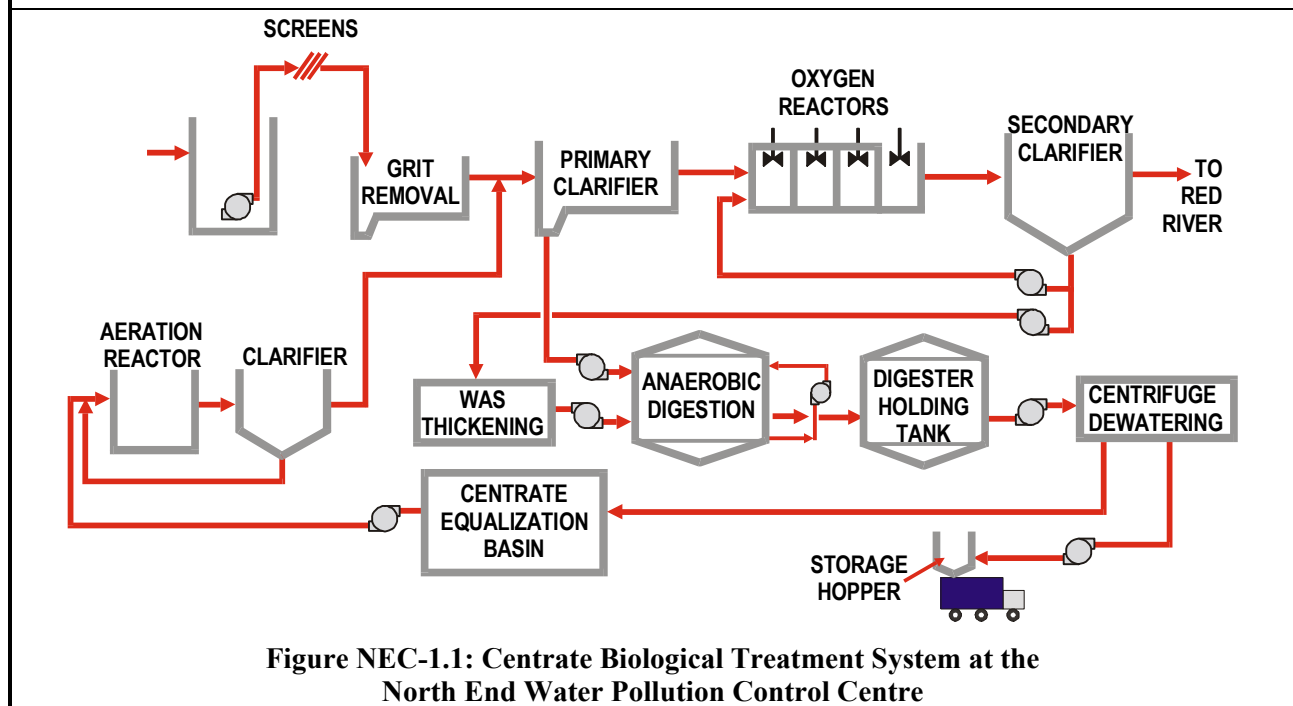 SCREENS
OXYGEN
REACTORS
SECONDARY
CLARIFIER
GRIT
REMOVAL
PRIMARY
CLARIFIER
TO
RED
RIVER
AERATION
REACTOR
CLARIFIER
WAS
THICKENING
ANAEROBIC
DIGESTION
DIGESTER
HOLDING
TANK
CENTRIFUGE
DEWATERING
CENTRATE
EQUALIZATION
BASIN
STORAGE
HOPPER
Figure NEC-1.1: Centrate Biological Treatment System at the
North End Water Pollution Control Centre